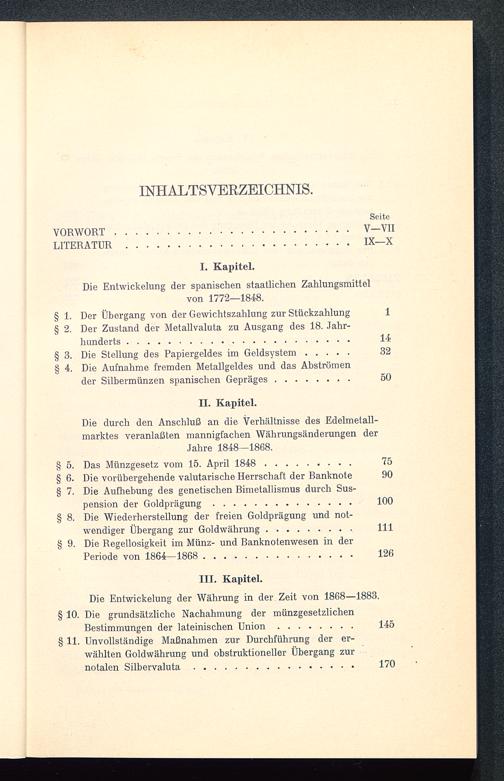 INHALTSVERZEICHNIS.
Seite
VORWORT . . . . . . . . . . . . . . . . . . . . . . . V—VII
LITERATUR . . . . . . . . . . . . . . . . . . . . . . IX—X
I. Kapitel.
Die Entwickelung der spanischen staatlichen Zahlungsmittel
von 1772—1848.
§ 1. Der Übergang von der Gewichtszahlung zur Stückzahlung 1
§ 2. Der Zustand der Metallvaluta zu Ausgang des 18. Jahr-
hunderts . . . . . . . . . . . . . . . . . . . . . . 14
§ 3. Die Stellung des Papiergeldes im Geldsystem . . . . . 32
§ 4. Die Aufnahme fremden Metallgeldes und das Abströmen
der Silbermünzen spanischen Gepräges . . . . . . . . 50
II. Kapitel.
Die durch den Anschluß an die Verhältnisse des Edelmetall-
marktes veranlaßten mannigfachen Währungsänderungen der
Jahre 1848—1868.
§ 5. Das Münzgesetz vom 15. April 1848 . . . . . . . . . 75
§ 6. Die vorübergehende valutarische Herrschaft der Banknote 90
§ 7. Die Aufhebung des genetischen Bimetallismus durch Sus-
pension der Goldprägung . . . . . . . . . . . . . . 100
§ 8. Die Wiederherstellung der freien Goldprägung und not-
wendiger Übergang zur Goldwährung . . . . . . . . . 111
§ 9. Die Regellosigkeit im Münz- und Banknotenwesen in der
Periode von 1864—1868 . . . . . . . . . . . . . . . 126
III. Kapitel.
Die Entwickelung der Währung in der Zeit von 1868—1883.
§ 10. Die grundsätzliche Nachahmung der münzgesetzlichen
Bestimmungen der lateinischen Union . . . . . . . . 145
§ 11. Unvollständige Maßnahmen zur Durchführung der er-
wählten Goldwährung und obstruktioneller Übergang zur
notalen Silbervaluta . . . . . . . . . . . . . . . . 170